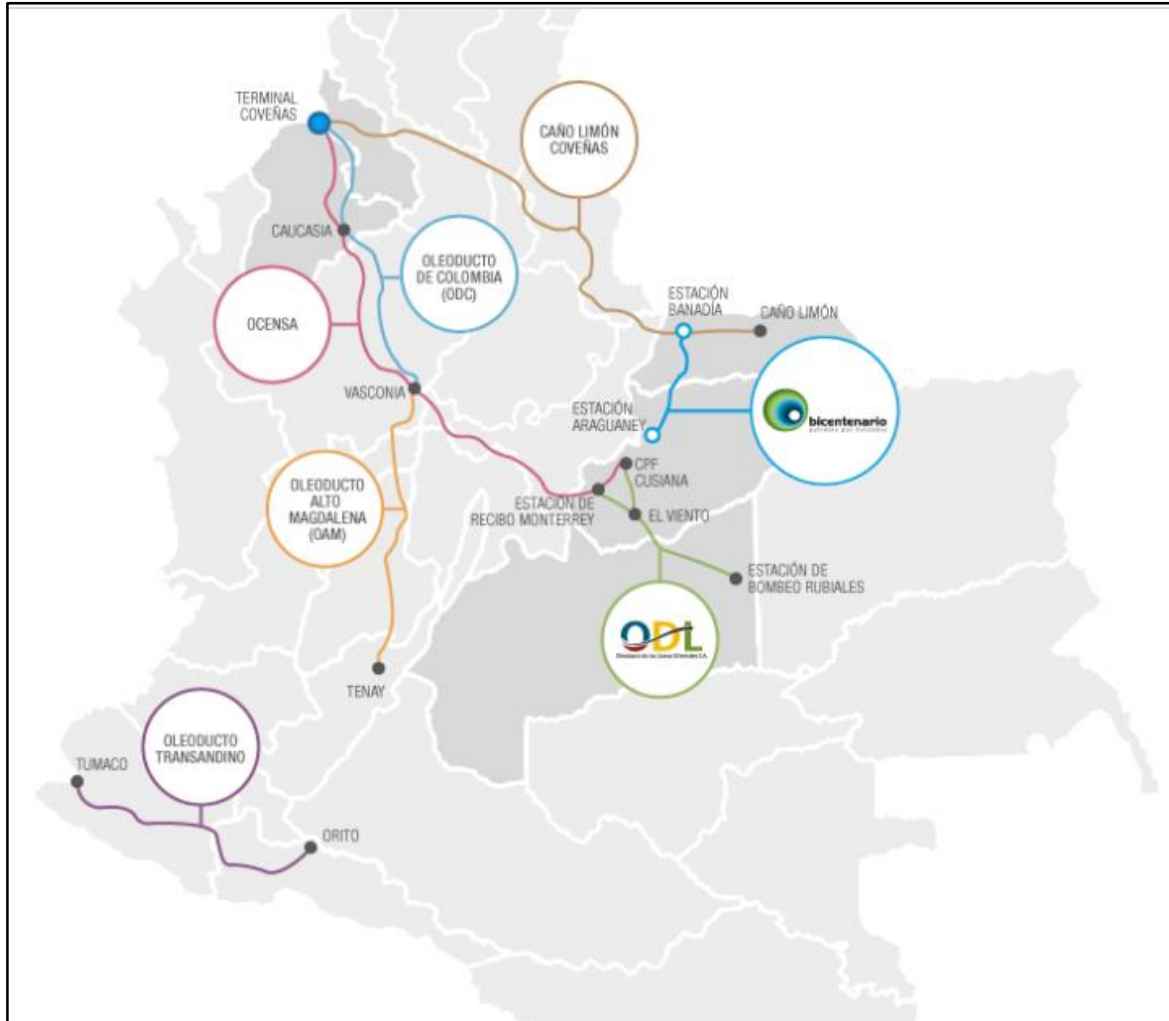 TERMINAL
COVEÑAS
CAÑO LIMÓN
COVEÑAS
CAUCASIA
OLEODUCTO
DE COLOMBIA
(ODC)
OCENSA
ESTACIÓN
BANADÍA
CAÑO LIMÓN
VASCONIA
ESTACIÓN
ARAGUANEY
bicentenario
CPF
CUSIANA
OLEODUCTO
ALTO
MAGDALENA
(OAM)
ESTACIÓN DE
RECIBO MONTERREY
EL VIENTO
ESTACIÓN DE
BOMBEO RUBIALES
ODL
TENAY
OLEODUCTO
TRANSANDINO
TUMACO
ORITO